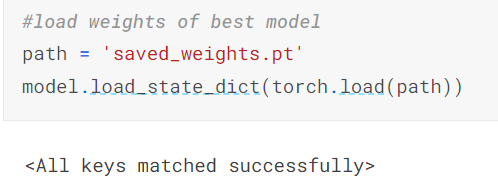 #load weights of best model
path = 'saved_weights.pt'
model.load_state_dict(torch.load(path))
<All keys matched successfully>